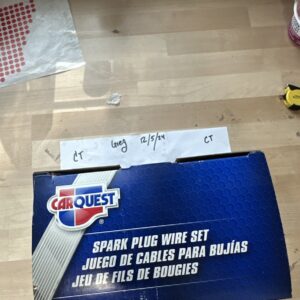 Greg 12/5/24
CT CT
CARQUEST
SPARK PLUG WIRE SET
JUEGO DE CABLES PARA BUJÍAS
JEU DE FILS DE BOUGIES